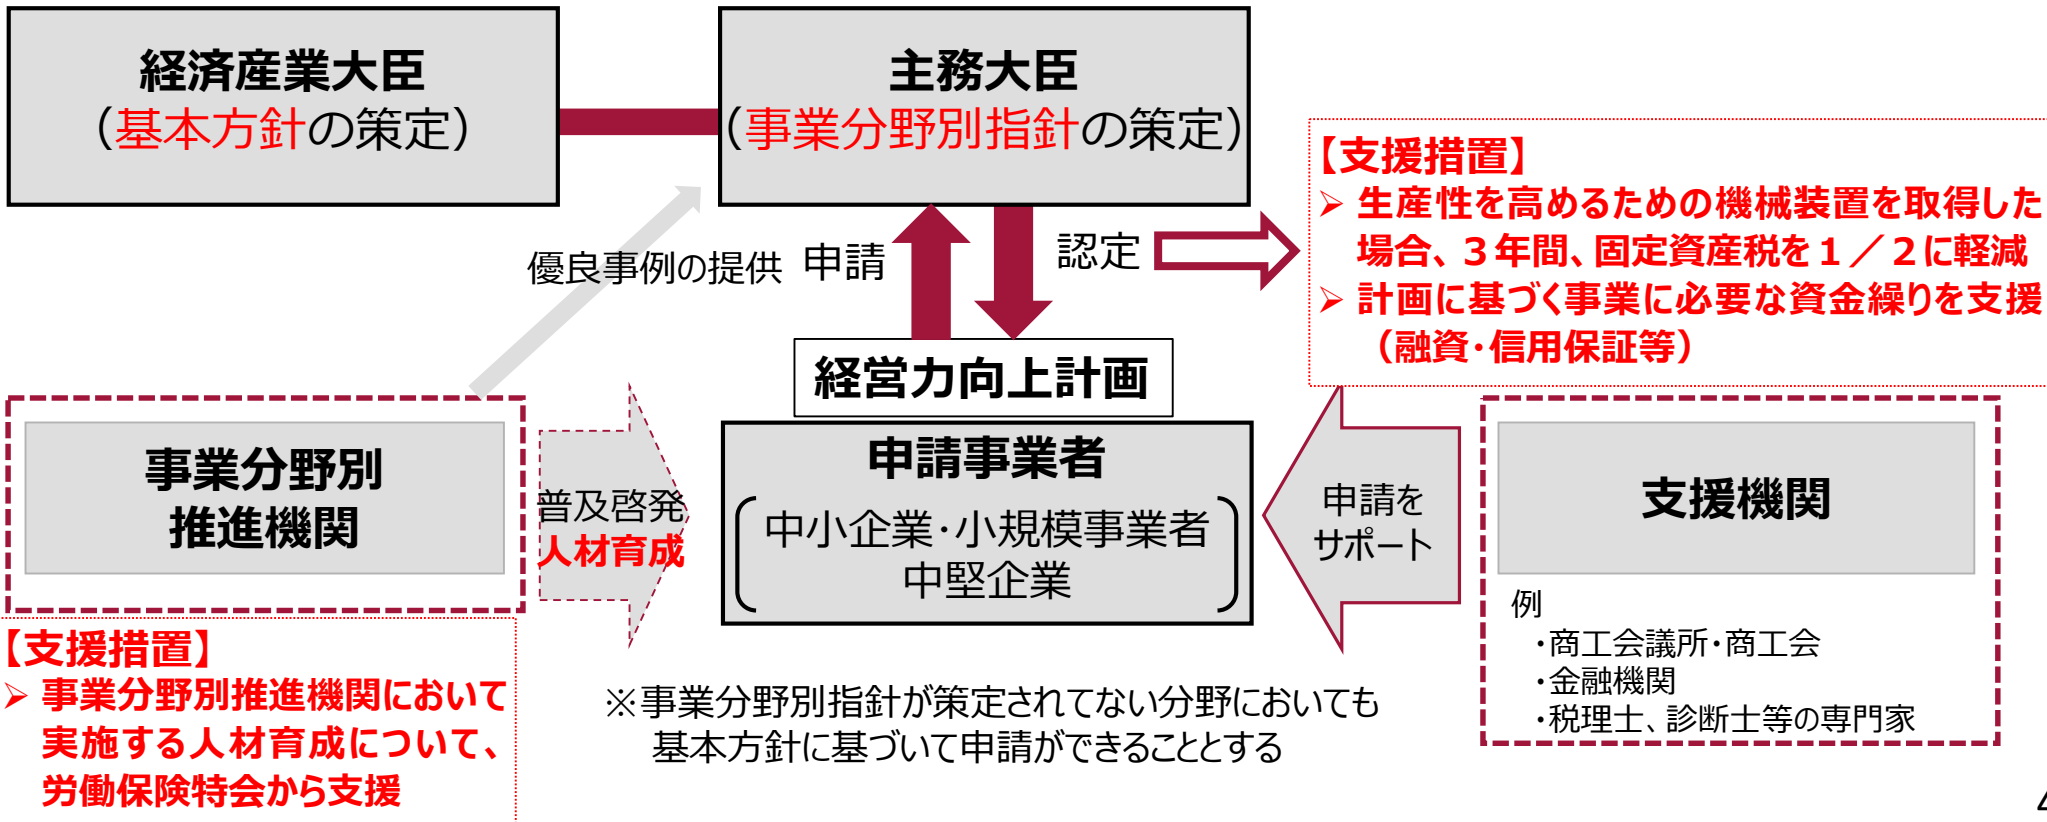 経済産業大臣
（基本方針の策定）
主務大臣
（事業分野別指針の策定）
【支援措置】
➢ 生産性を高めるための機械装置を取得した
場合、３年間、固定資産税を１／２に軽減
➢ 計画に基づく事業に必要な資金繰りを支援
（融資・信用保証等）
優良事例の提供
申請
認定
経営力向上計画
事業分野別
推進機関
普及啓発
人材育成
申請事業者
中小企業・小規模事業者
中堅企業
申請を
サポート
支援機関
例
・商工会議所・商工会
・金融機関
・税理士、診断士等の専門家
【支援措置】
➢ 事業分野別推進機関において
実施する人材育成について、
労働保険特会から支援
※事業分野別指針が策定されてない分野においても
基本方針に基づいて申請ができることとする